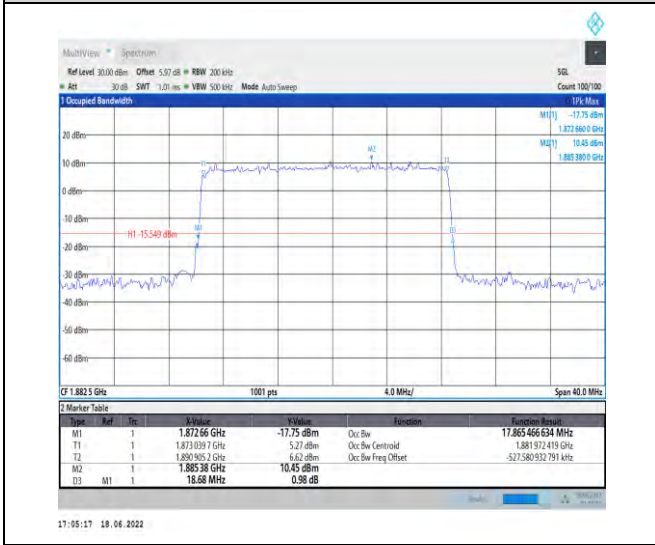 MultiView Spectrum
Ref Level 30.00 dBm Offset 5.97 dB RBW 200 kHz SGL
Att 30 dB SWT 1.01 ms VBW 500 kHz Mode Auto Sweep Count 100/100
1 Occupied Bandwidth 1Pk Max
M1[1] -17.75 dBm
1.872 660 0 GHz
20 dBm
M2[1] 10.45 dBm
1.885 380 0 GHz
M2
10 dBm
T1
0 dBm
-10 dBm
M1
D3
H1 -15.549 dBm
-20 dBm
-30 dBm
-40 dBm
-50 dBm
-60 dBm
CF 1.882 5 GHz 1001 pts 4.0 MHz/ Span 40.0 MHz
2 Marker Table
Type Ref Trc X-Value Y-Value Function Function Result
M1 1 1.872 66 GHz -17.75 dBm Occ Bw 17.865 466 634 MHz
T1 1 1.873 039 7 GHz 5.27 dBm Occ Bw Centroid 1.881 972 419 GHz
T2 1 1.890 905 2 GHz 6.62 dBm Occ Bw Freq Offset -527.580 932 791 kHz
M2 1 1.885 38 GHz 10.45 dBm
D3 M1 1 18.68 MHz 0.98 dB
17:05:17 18.06.2022